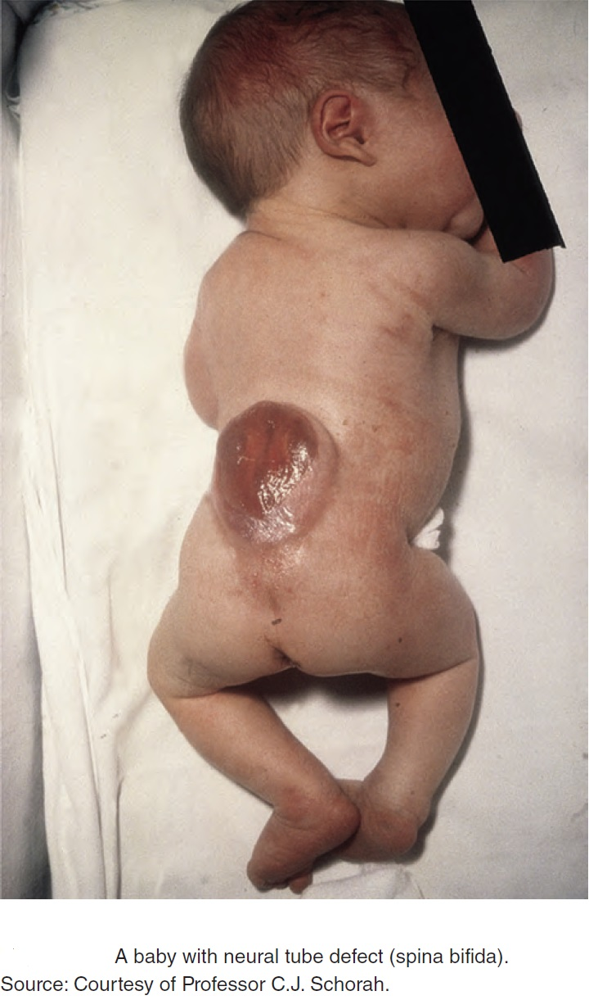 A baby with neural tube defect (spina bifida).
Source: Courtesy of Professor C.J. Schorah.